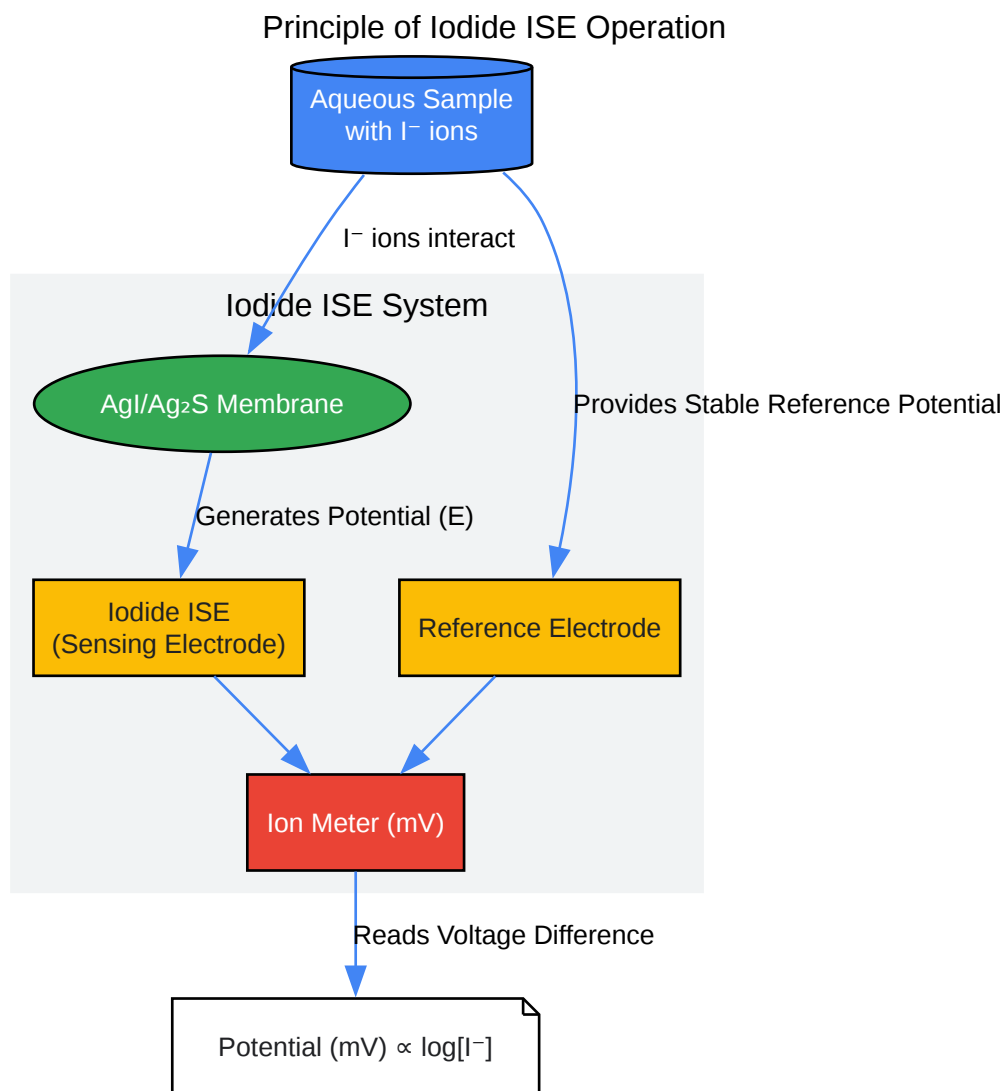 Principle of Iodide ISE Operation
Aqueous Sample
with I⁻ ions
I⁻ ions interact
Iodide ISE System
AgI/Ag₂S Membrane
Provides Stable Reference Potential
Generates Potential (E)
Iodide ISE
(Sensing Electrode)
Reference Electrode
Ion Meter (mV)
Reads Voltage Difference
Potential (mV) ∝ log[I⁻]